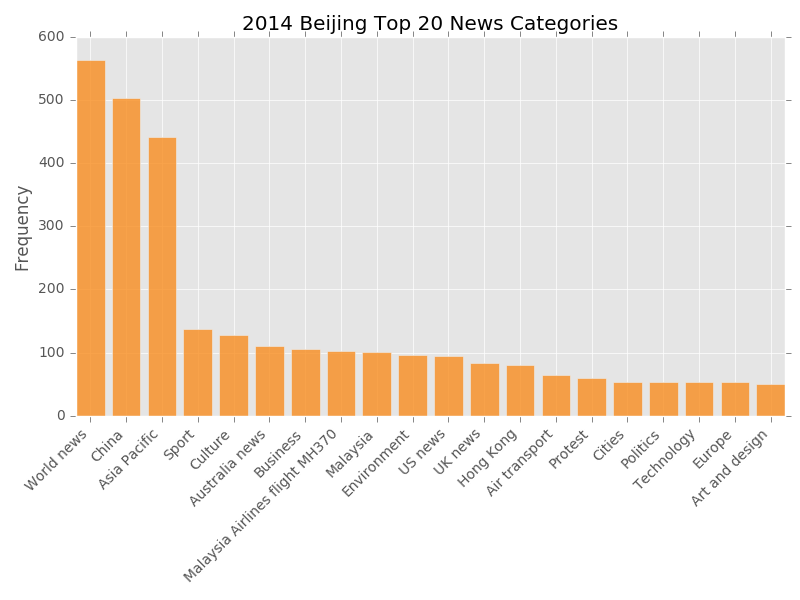 2014 Beijing Top 20 News Categories
600
500
400
300
200
100
0
Frequency
World news
China
Asia Pacific
Sport
Culture
Australia news
Business
Malaysia Airlines flight MH370
Malaysia
Environment
US news
UK news
Hong Kong
Air transport
Protest
Cities
Politics
Technology
Europe
Art and design